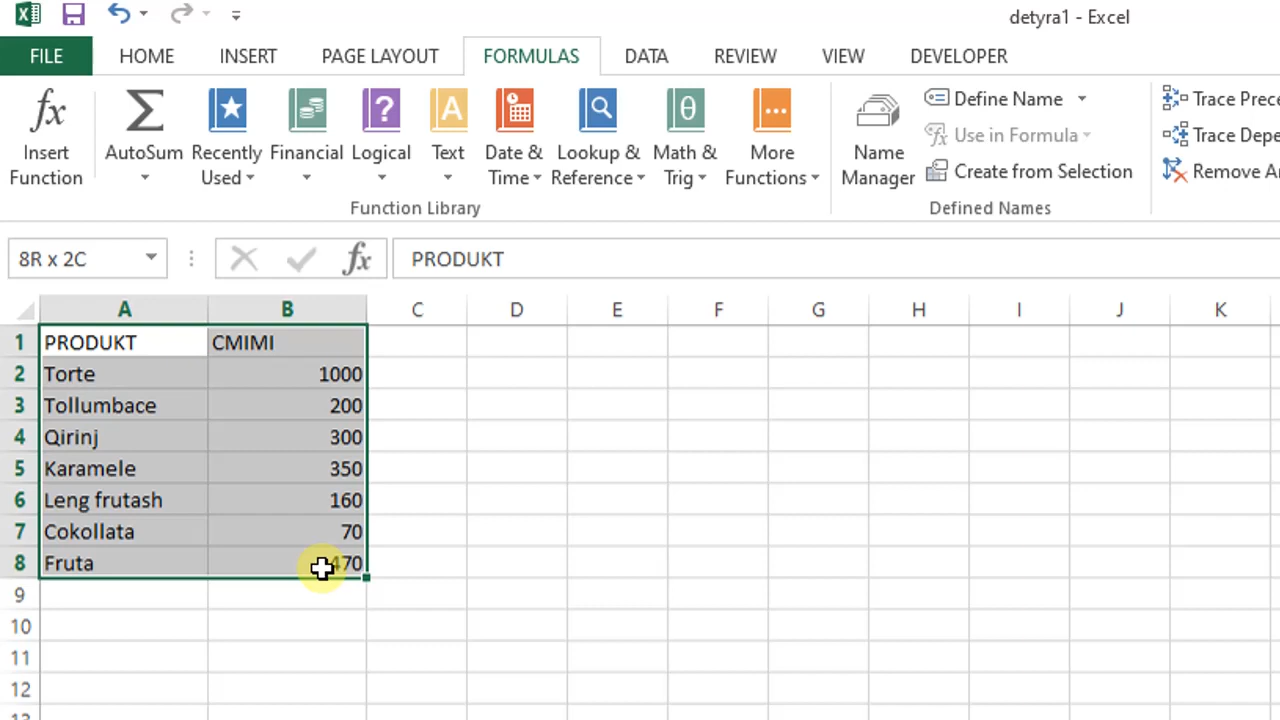 detyra1 - Excel
FILE HOME INSERT PAGE LAYOUT FORMULAS DATA REVIEW VIEW DEVELOPER
Insert Function
AutoSum
Recently Used
Financial
Logical
Text
Date & Time
Lookup & Reference
Math & Trig
More Functions
Function Library
Name Manager
Define Name
Use in Formula
Create from Selection
Defined Names
Trace Prece
Trace Depe
Remove Ar
8R x 2C fx PRODUKT
A B C D E F G H I J K
1 PRODUKT CMIMI
2 Torte 1000
3 Tollumbace 200
4 Qirinj 300
5 Karamele 350
6 Leng frutash 160
7 Cokollata 70
8 Fruta 470
9
10
11
12
13